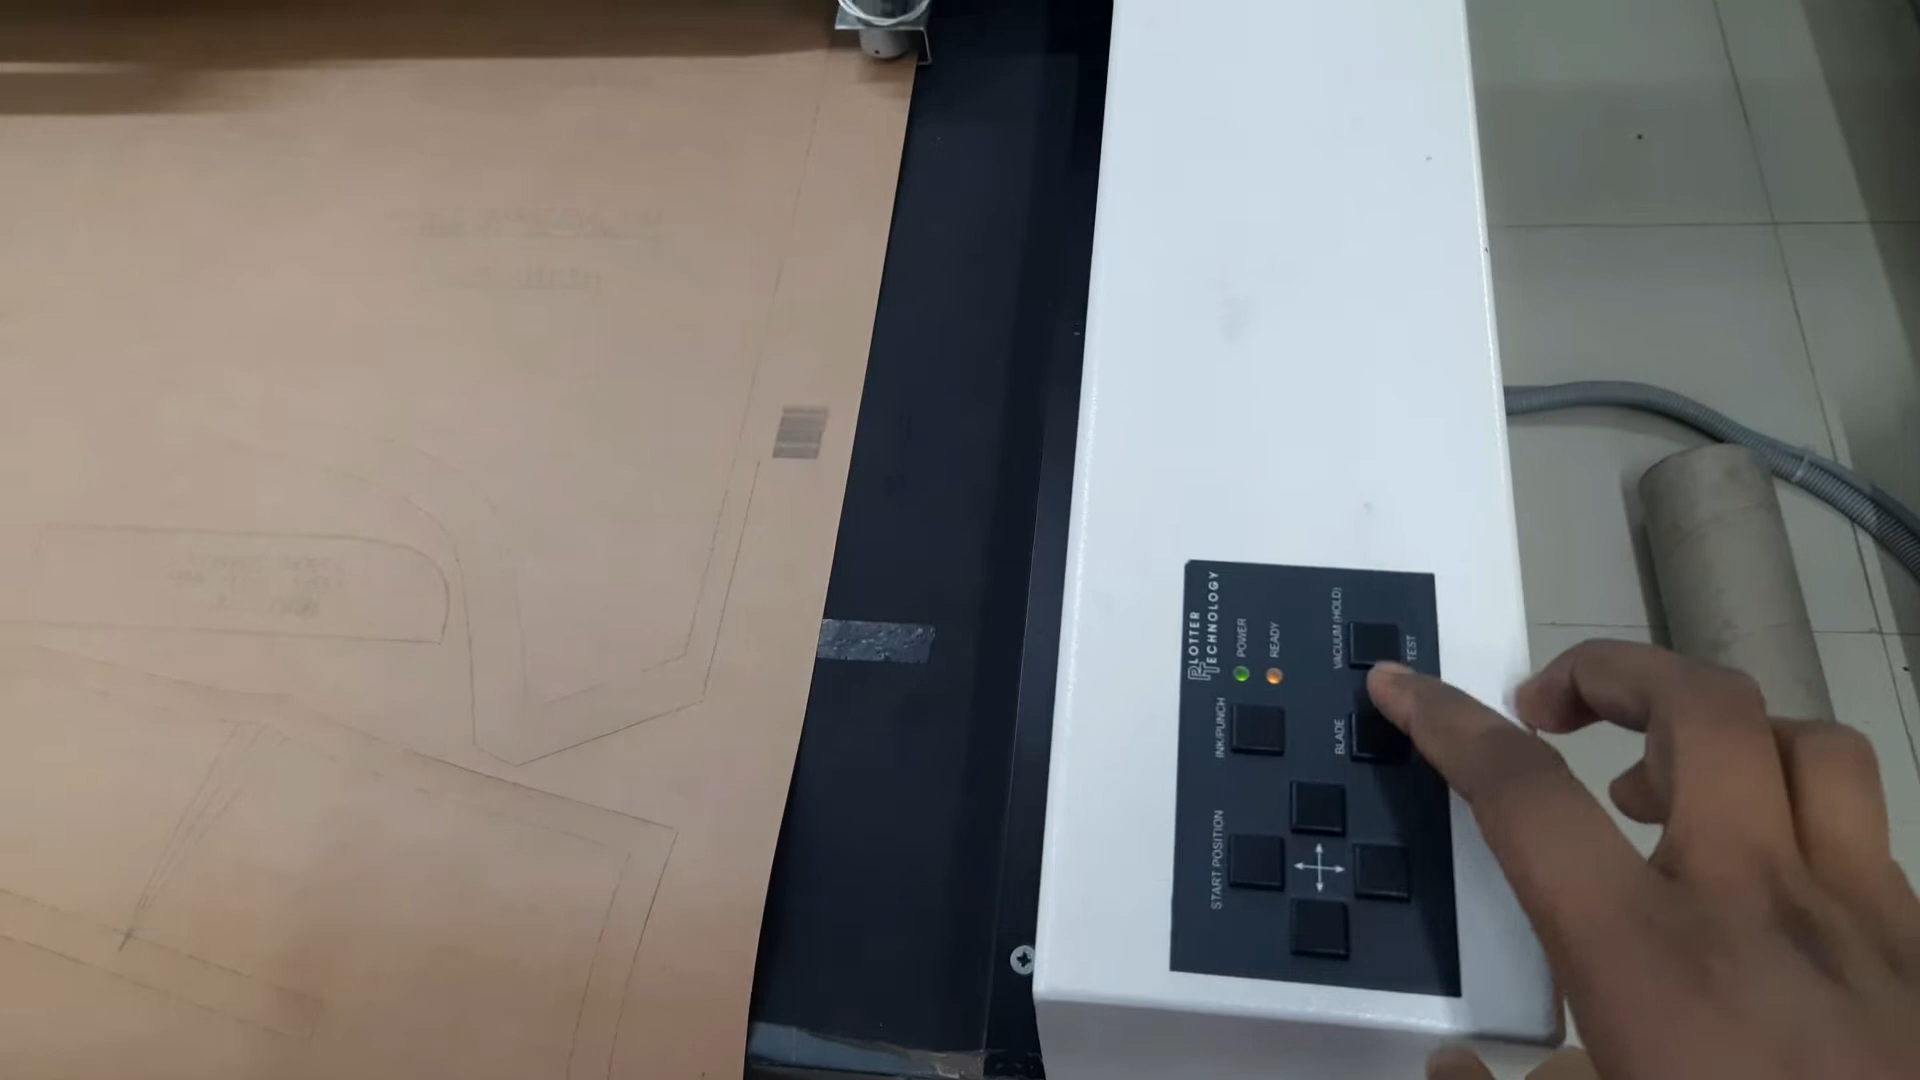 PLOTTER
TECHNOLOGY
POWER
READY
VACUUM (HOLD)
TEST
INK/PUNCH
BLADE
START POSITION